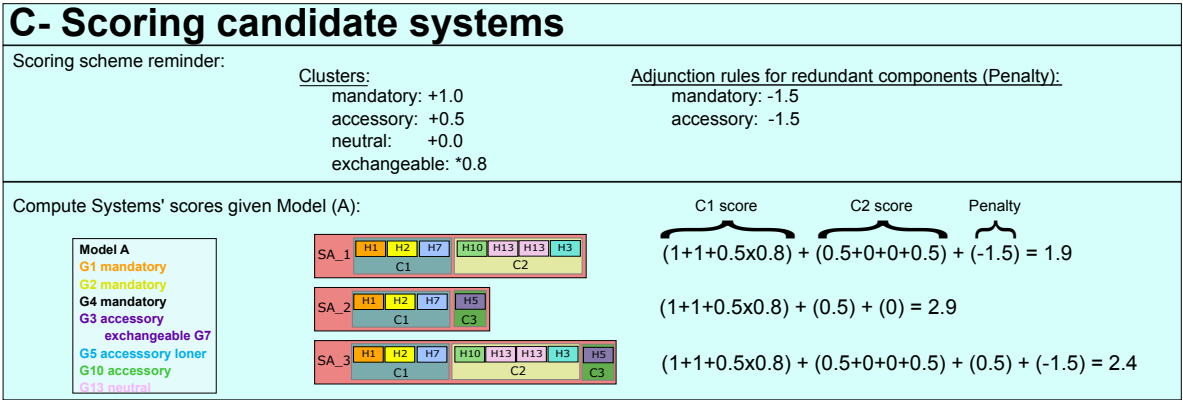 C- Scoring candidate systems
Scoring scheme reminder:
Clusters:
mandatory: +1.0
accessory: +0.5
neutral: +0.0
exchangeable: *0.8
Adjunction rules for redundant components (Penalty):
mandatory: -1.5
accessory: -1.5
Compute Systems' scores given Model (A):
C1 score C2 score Penalty
Model A
G1 mandatory
G2 mandatory
G4 mandatory
G3 accessory
exchangeable G7
G5 accesssory loner
G10 accessory
G13 neutral
SA_1 H1 H2 H7 H10 H13 H13 H3
C1 C2
(1+1+0.5x0.8) + (0.5+0+0+0.5) + (-1.5) = 1.9
SA_2 H1 H2 H7 H5
C1 C3
(1+1+0.5x0.8) + (0.5) + (0) = 2.9
SA_3 H1 H2 H7 H10 H13 H13 H3 H5
C1 C2 C3
(1+1+0.5x0.8) + (0.5+0+0+0.5) + (0.5) + (-1.5) = 2.4